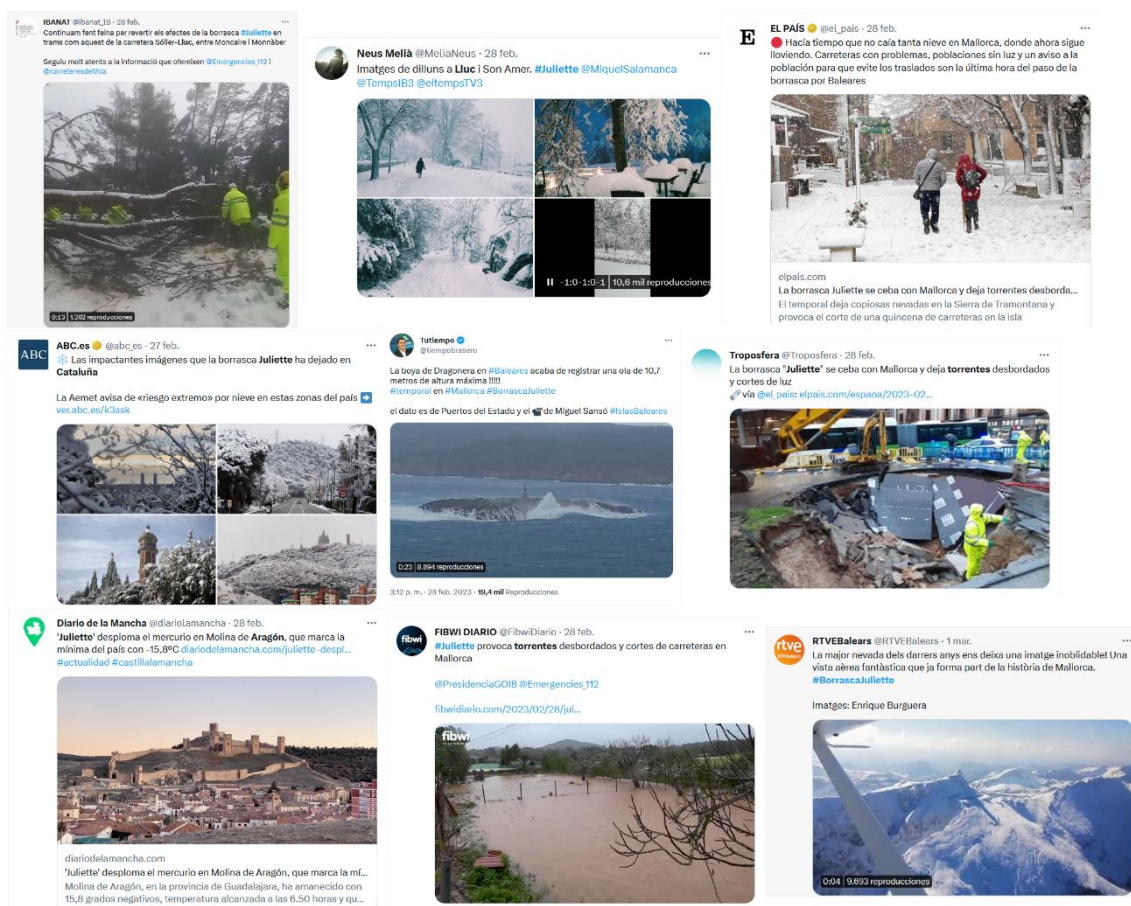 IBANAT @ibanat_IB · 28 feb.
Continuam fent feina per revertir els efectes de la borrasca #Juliette en
trams com aquest de la carretera Sóller-Lluc, entre Moncaire i Monnàber
Seguiu molt atents a la informació que ofereixen @Emergencies_112 i
@carreteresdeMca
0:13 1.382 reproducciones
Neus Melià @MeliaNeus · 28 feb.
Imatges de dilluns a Lluc i Son Amer. #Juliette @MiquelSalamanca
@TempsIB3 @eltempsTV3
-1:0-1:0-1 10,6 mil reproducciones
E
EL PAÍS @el_pais · 28 feb.
Hacía tiempo que no caía tanta nieve en Mallorca, donde ahora sigue
lloviendo. Carreteras con problemas, poblaciones sin luz y un aviso a la
población para que evite los traslados son la última hora del paso de la
borrasca por Baleares
elpais.com
La borrasca Juliette se ceba con Mallorca y deja torrentes desborda...
El temporal deja copiosas nevadas en la Sierra de Tramontana y
provoca el corte de una quincena de carreteras en la isla
ABC
ABC.es @abc_es · 27 feb.
Las impactantes imágenes que la borrasca Juliette ha dejado en
Cataluña
La Aemet avisa de «riesgo extremo» por nieve en estas zonas del país
ver.abc.es/k3ssk
Tutiempo
@tiempobrasero
La boya de Dragonera en #Baleares acaba de registrar una ola de 10,7
metros de altura máxima !!!!!
#temporal en #Mallorca #BorrascaJuliette
el dato es de Puertos del Estado y el de Miguel Sansó #IslasBaleares
0:23 8.894 reproducciones
3:12 p. m. · 28 feb. 2023 · 19,4 mil Reproducciones
Troposfera @Troposfera · 28 feb.
La borrasca "Juliette" se ceba con Mallorca y deja torrentes desbordados
y cortes de luz
vía @el_pais: elpais.com/espana/2023-02...
Diario de la Mancha @diariolamancha · 28 feb.
'Juliette' desploma el mercurio en Molina de Aragón, que marca la
mínima del país con -15,8ºC diariodelamancha.com/juliette-despl...
#actualidad #castillalamancha
diariodelamancha.com
'Juliette' desploma el mercurio en Molina de Aragón, que marca la mí...
Molina de Aragón, en la provincia de Guadalajara, ha amanecido con
15,8 grados negativos, temperatura alcanzada a las 6.50 horas y qu...
fibwi
FIBWI DIARIO @FibwiDiario · 28 feb.
#Juliette provoca torrentes desbordados y cortes de carreteras en
Mallorca
@PresidenciaGOIB @Emergencies_112
fibwidiario.com/2023/02/28/jul...
fibwi
rtve
RTVEBalears @RTVEBalears · 1 mar.
La major nevada dels darrers anys ens deixa una imatge inoblidable! Una
vista aèrea fantàstica que ja forma part de la història de Mallorca.
#BorrascaJuliette
Imatges: Enrique Burguera
0:04 9.693 reproducciones